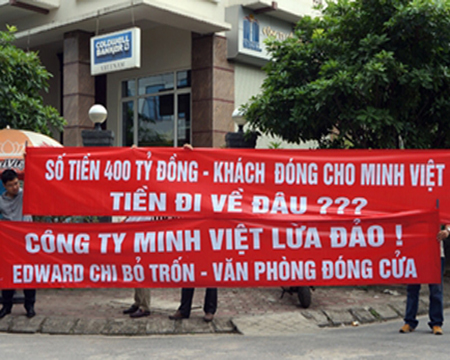 COLDWELL
BANKER
SỐ TIỀN 400 TỶ ĐỒNG - KHÁCH ĐÓNG CHO MINH VIỆT
TIỀN ĐI VỀ ĐÂU ???
CÔNG TY MINH VIỆT LỪA ĐẢO !
EDWARD CHI BỎ TRỐN - VĂN PHÒNG ĐÓNG CỬA